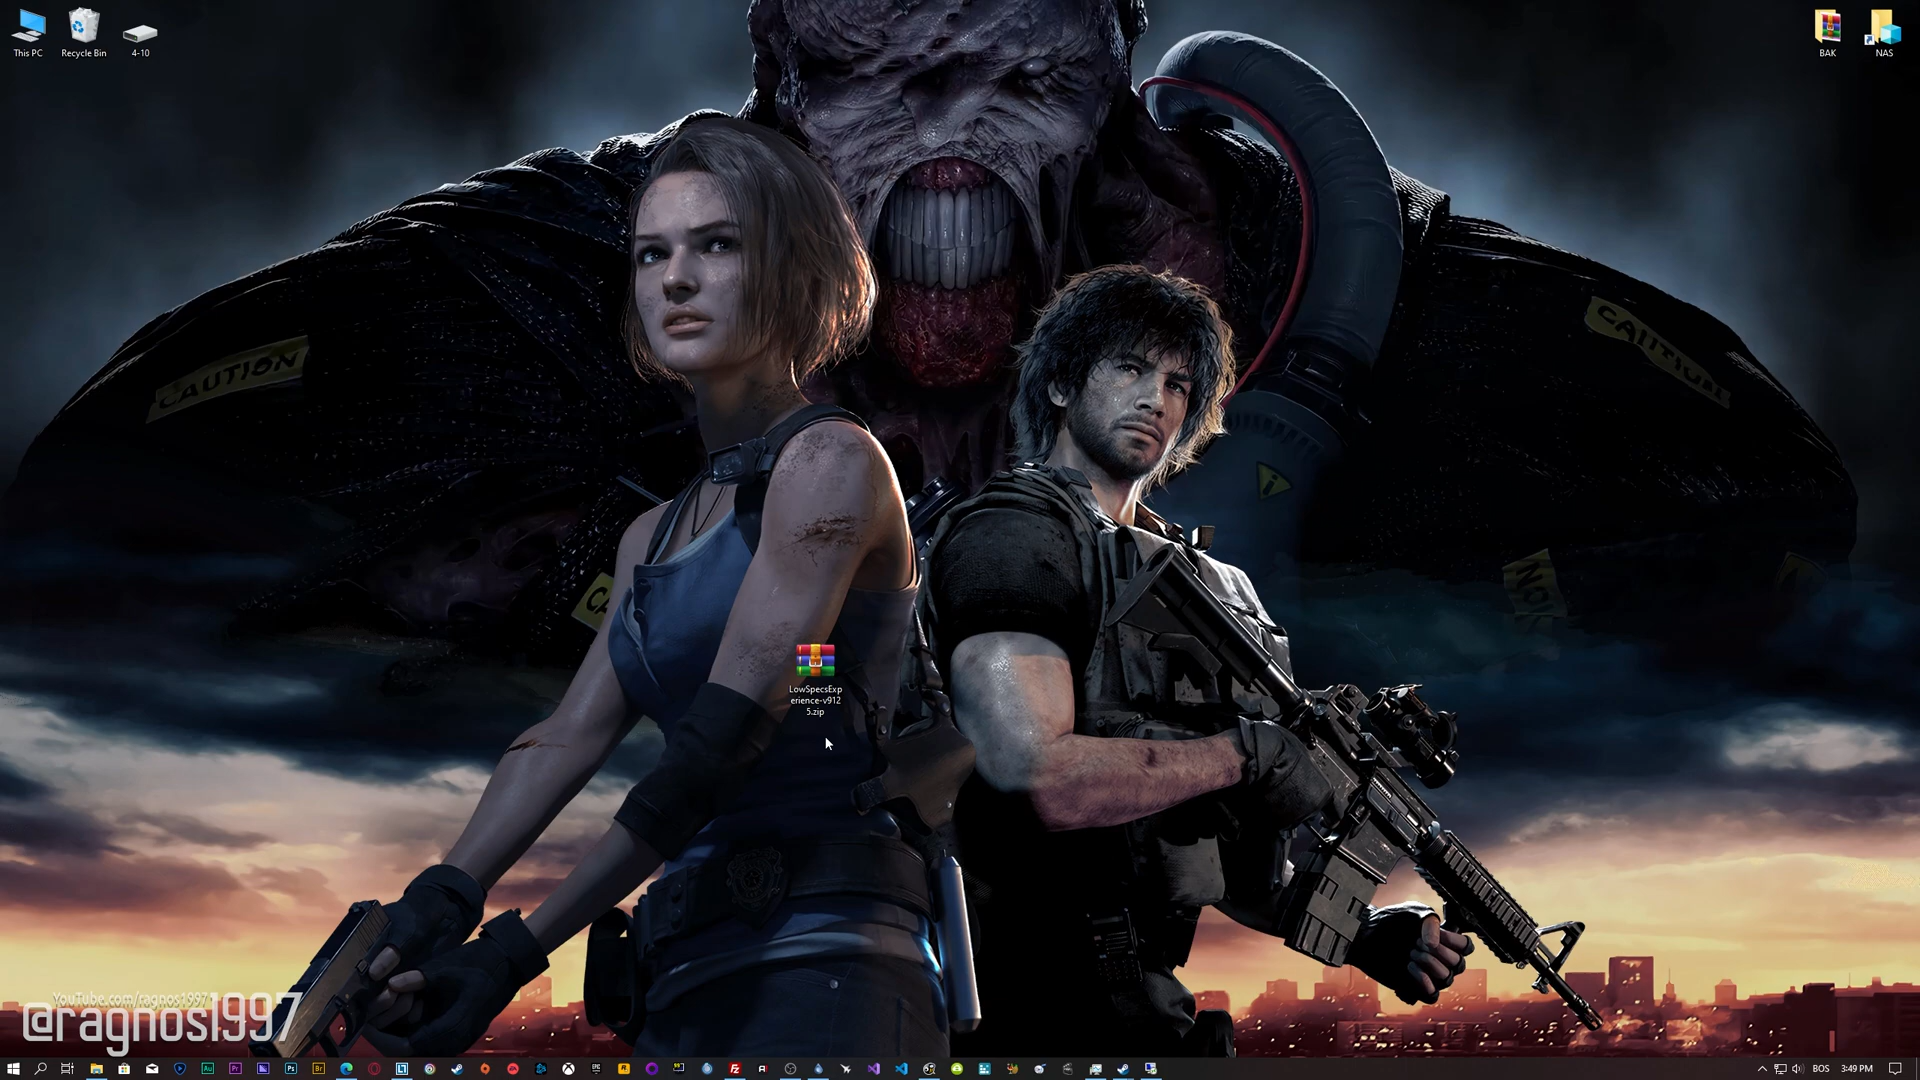 This PC
Recycle Bin
4-10
BAK
NAS
CAUTION
CAUTION
CA
LowSpecsExp
erience-v912
5.zip
YouTube.com/ragnos1997
@ragnos1997
BOS
3:49 PM